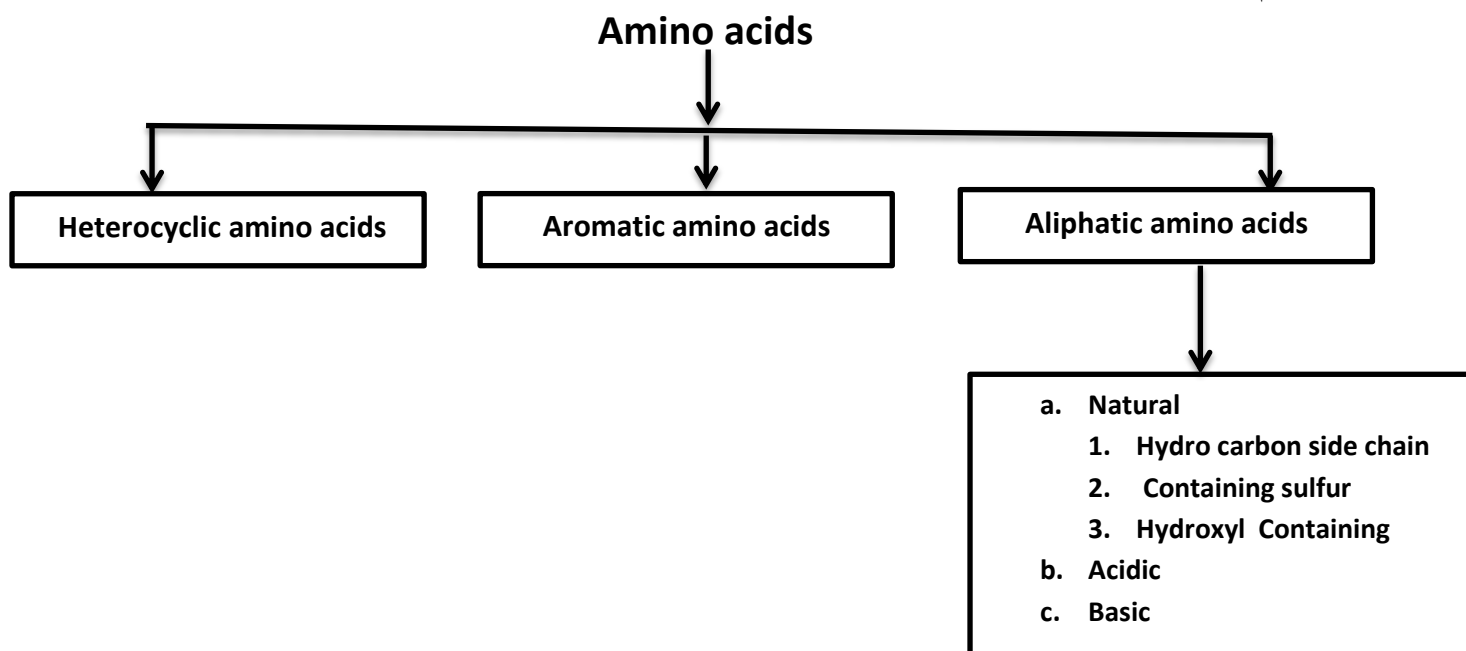 Amino acids
Heterocyclic amino acids
Aromatic amino acids
Aliphatic amino acids
a. Natural
1. Hydro carbon side chain
2. Containing sulfur
3. Hydroxyl Containing
b. Acidic
c. Basic